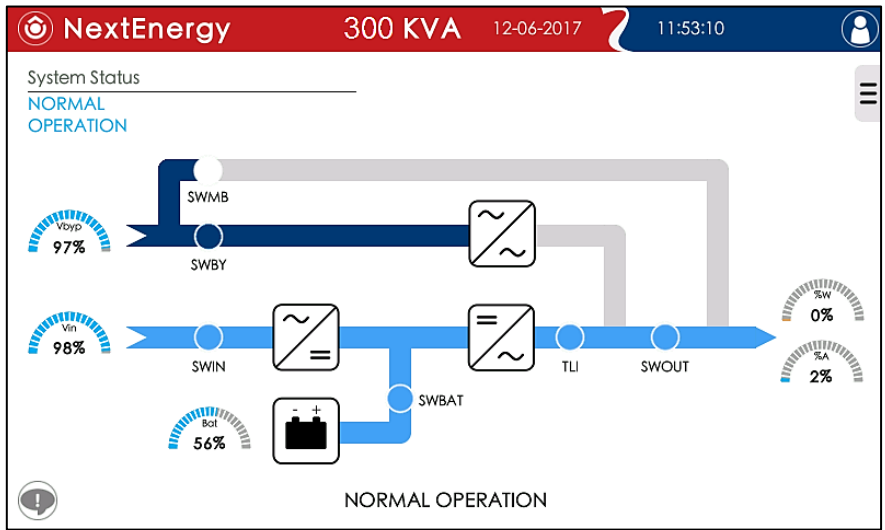 NextEnergy 300 KVA 12-06-2017 11:53:10
System Status
NORMAL
OPERATION
SWMB
Vbyp
97%
SWBY
Vin
98%
SWIN
TLI
SWOUT
%W
0%
%A
2%
SWBAT
Bat
56%
- +
NORMAL OPERATION